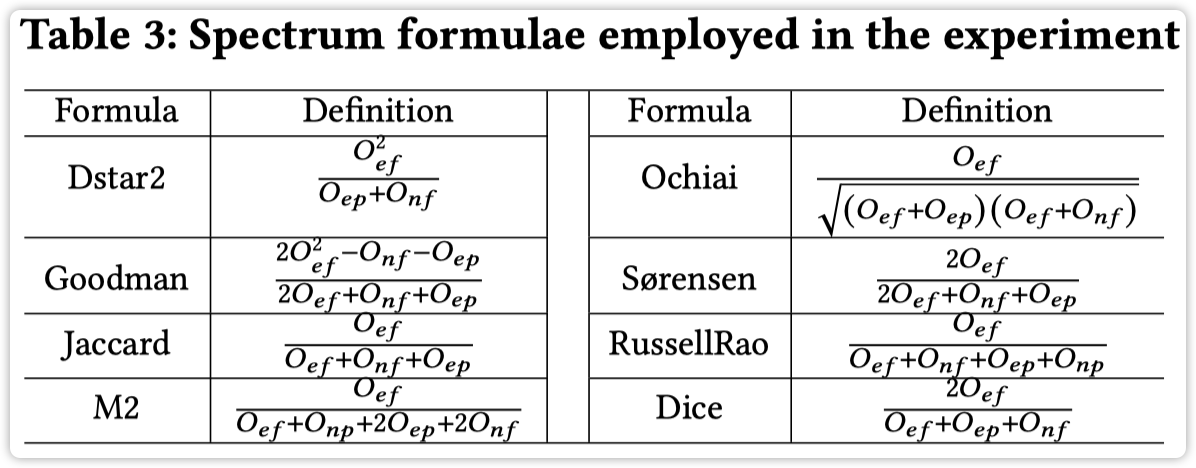 Table 3: Spectrum formulae employed in the experiment
Formula Definition Formula Definition
Dstar2 $\frac{O_{ef}^2}{O_{ep}+O_{nf}}$ Ochiai $\frac{O_{ef}}{\sqrt{(O_{ef}+O_{ep})(O_{ef}+O_{nf})}}$
Goodman $\frac{2O_{ef}^2-O_{nf}-O_{ep}}{2O_{ef}+O_{nf}+O_{ep}}$ Sørensen $\frac{2O_{ef}}{2O_{ef}+O_{nf}+O_{ep}}$
Jaccard $\frac{O_{ef}}{O_{ef}+O_{nf}+O_{ep}}$ RussellRao $\frac{O_{ef}}{O_{ef}+O_{nf}+O_{ep}+O_{np}}$
M2 $\frac{O_{ef}}{O_{ef}+O_{np}+2O_{ep}+2O_{nf}}$ Dice $\frac{2O_{ef}}{O_{ef}+O_{ep}+O_{nf}}$